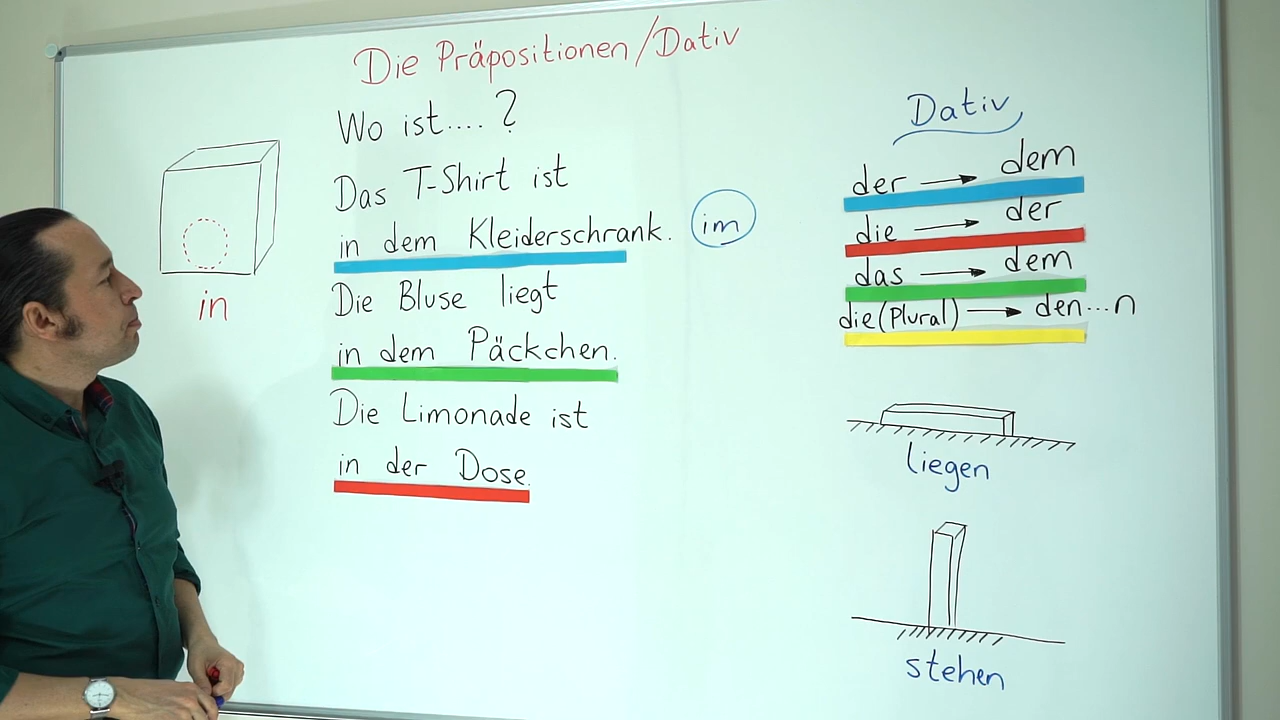 Die Präpositionen/Dativ
Wo ist....?
Das T-Shirt ist
in dem Kleiderschrank. im
Die Bluse liegt
in dem Päckchen.
Die Limonade ist
in der Dose.
in
Dativ
der → dem
die → der
das → dem
die (Plural) → den...n
liegen
stehen